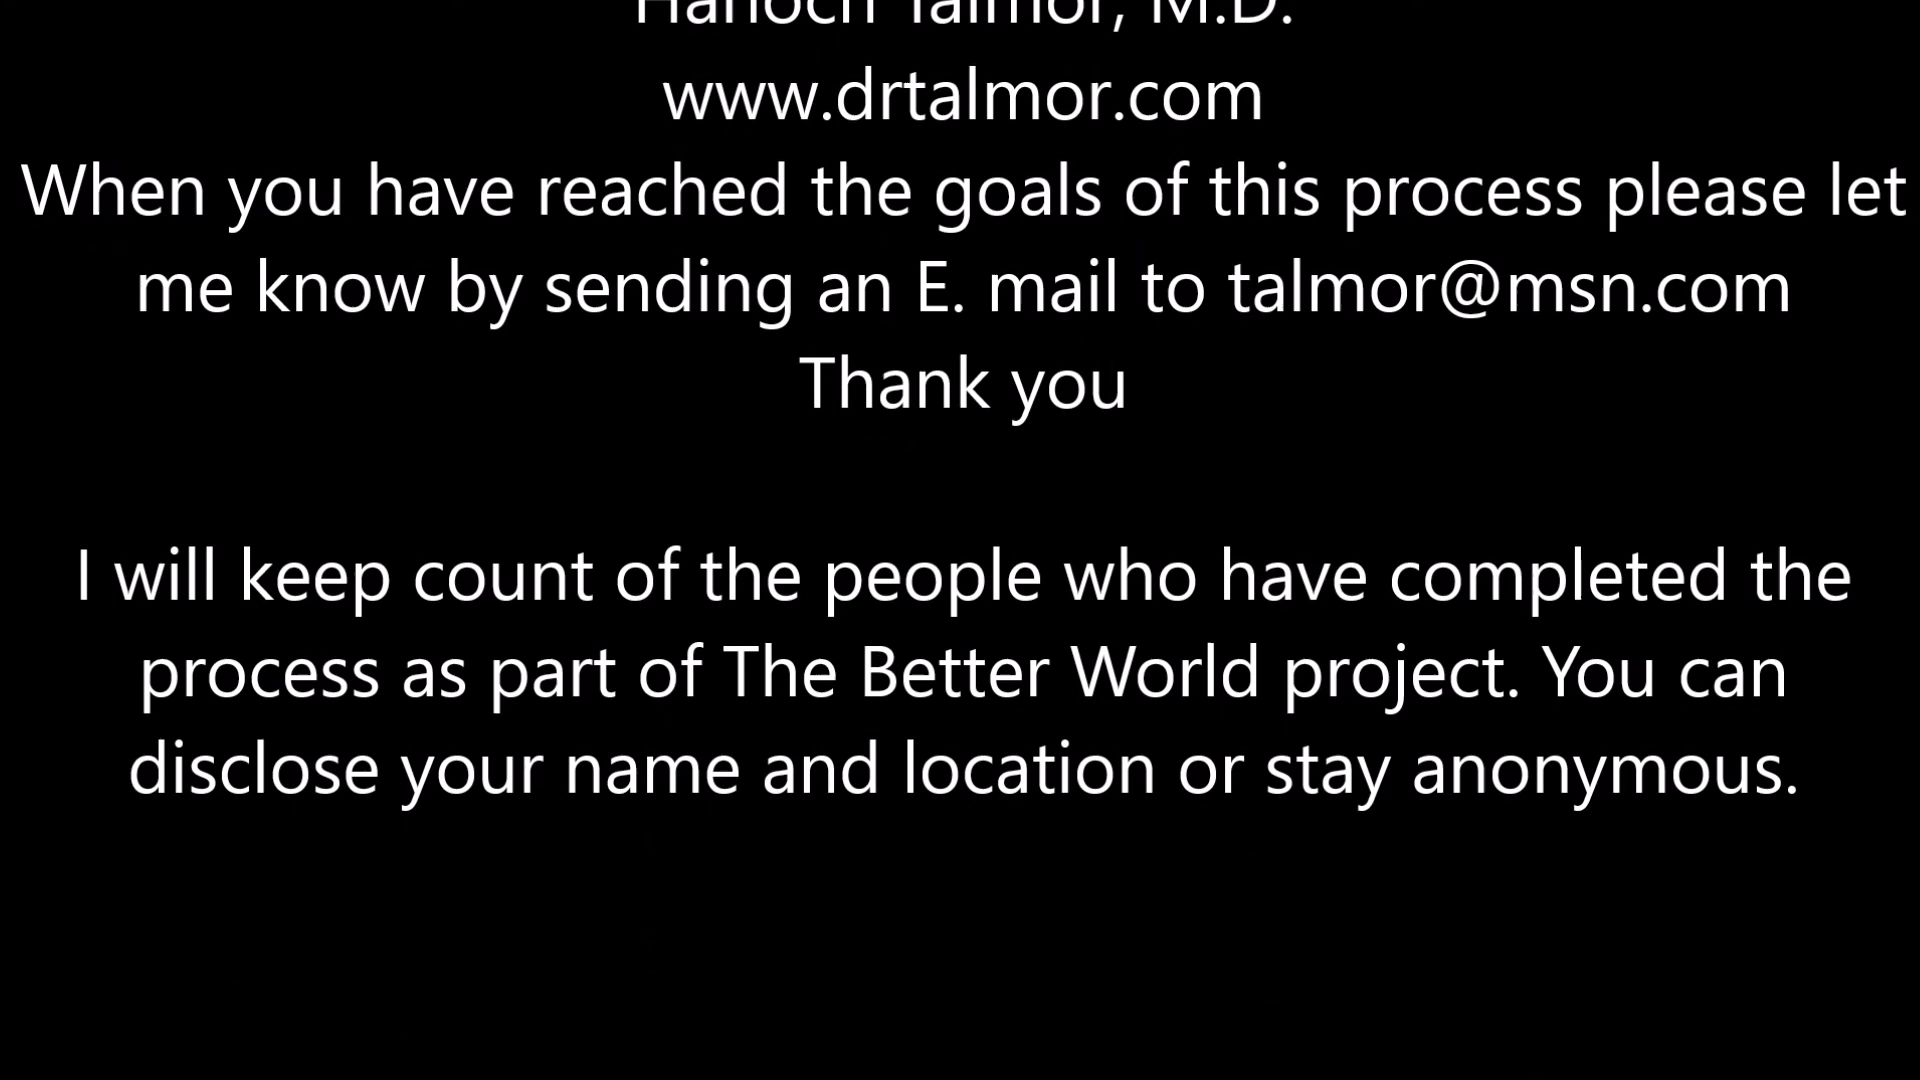 Hanoch Talmor, M.D.
www.drtalmor.com
When you have reached the goals of this process please let
me know by sending an E. mail to talmor@msn.com
Thank you
I will keep count of the people who have completed the
process as part of The Better World project. You can
disclose your name and location or stay anonymous.